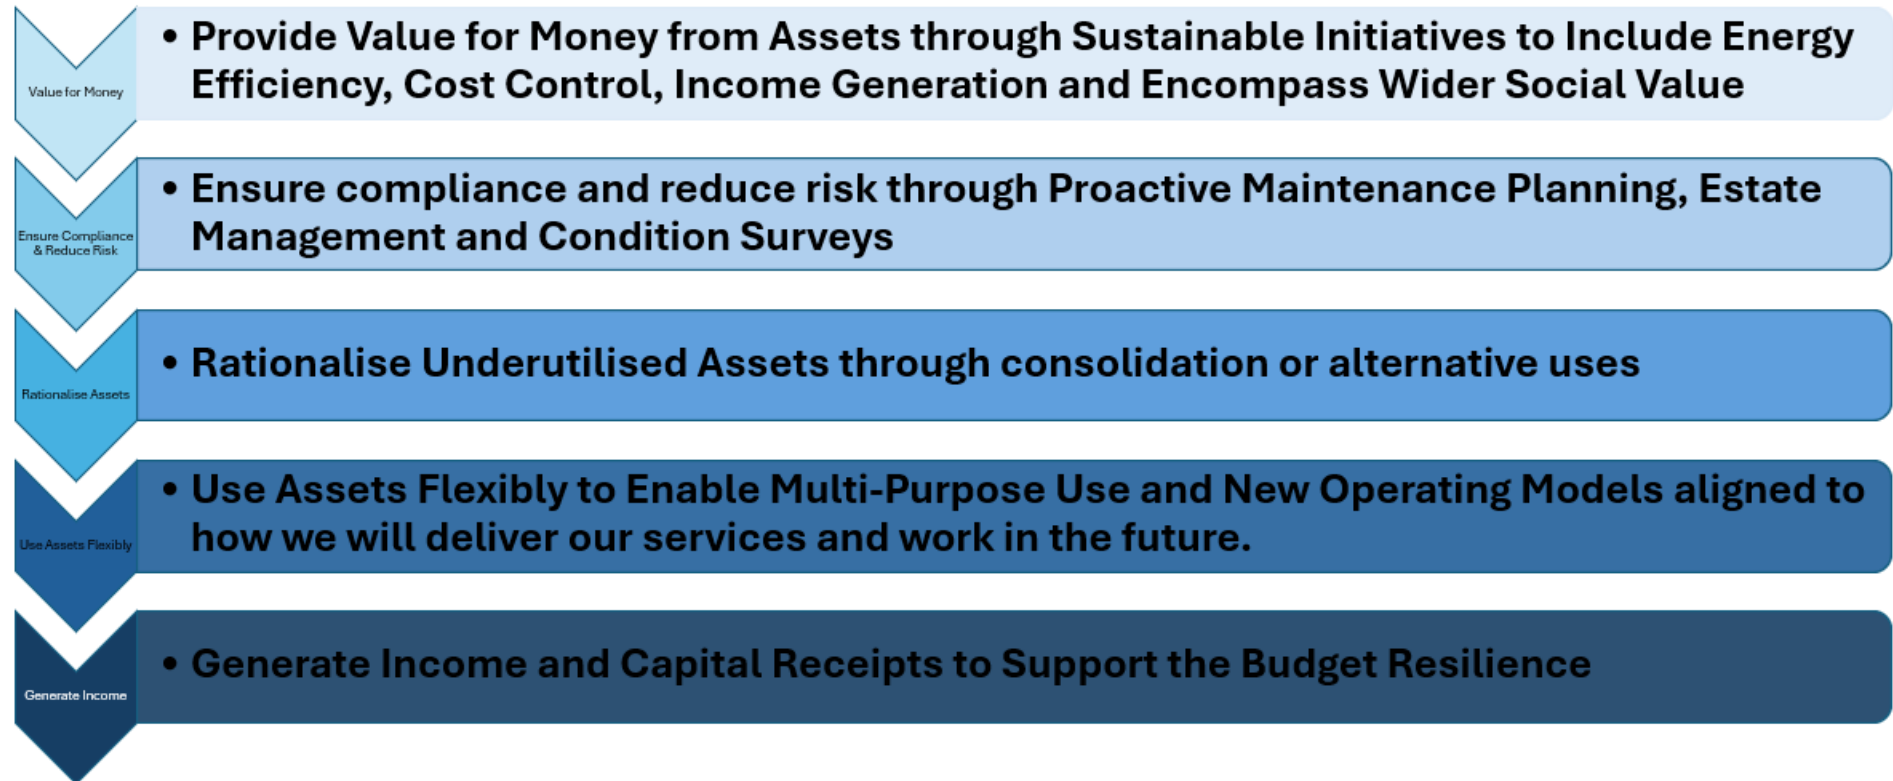 Value for Money
• Provide Value for Money from Assets through Sustainable Initiatives to Include Energy
Efficiency, Cost Control, Income Generation and Encompass Wider Social Value
Ensure Compliance
& Reduce Risk
• Ensure compliance and reduce risk through Proactive Maintenance Planning, Estate
Management and Condition Surveys
Rationalise Assets
• Rationalise Underutilised Assets through consolidation or alternative uses
Use Assets Flexibly
• Use Assets Flexibly to Enable Multi-Purpose Use and New Operating Models aligned to
how we will deliver our services and work in the future.
Generate Income
• Generate Income and Capital Receipts to Support the Budget Resilience